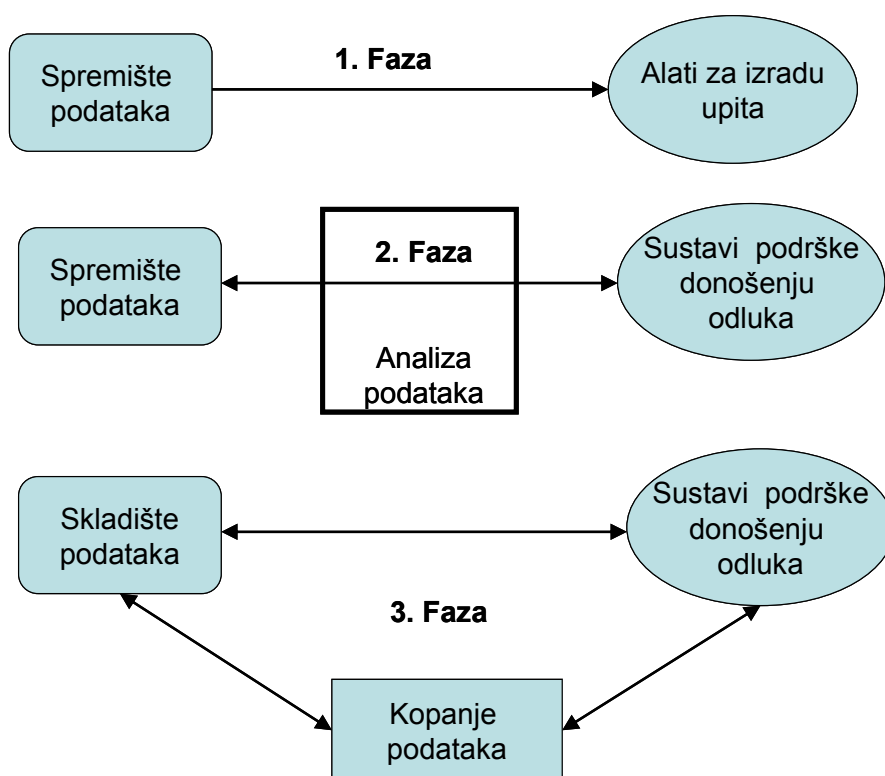 Spremište
podataka
1. Faza
Alati za izradu
upita
Spremište
podataka
2. Faza
Analiza
podataka
Sustavi podrške
donošenju
odluka
Skladište
podataka
Sustavi podrške
donošenju
odluka
3. Faza
Kopanje
podataka